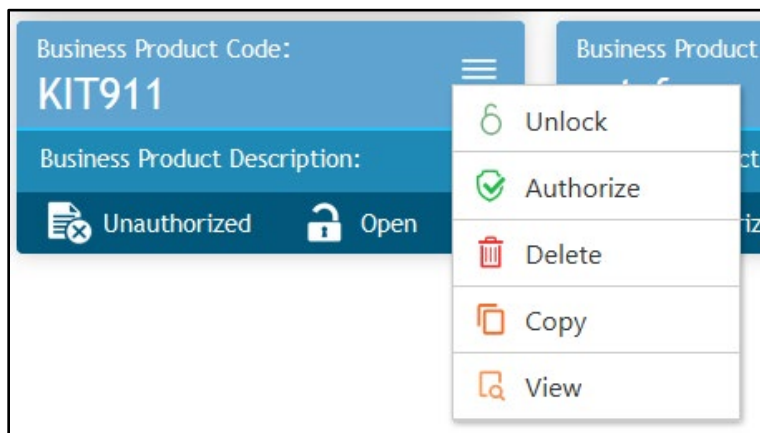 Business Product Code:
KIT911
Business Product Description:
Unauthorized Open
Business Product
Unlock
Authorize
Delete
Copy
View